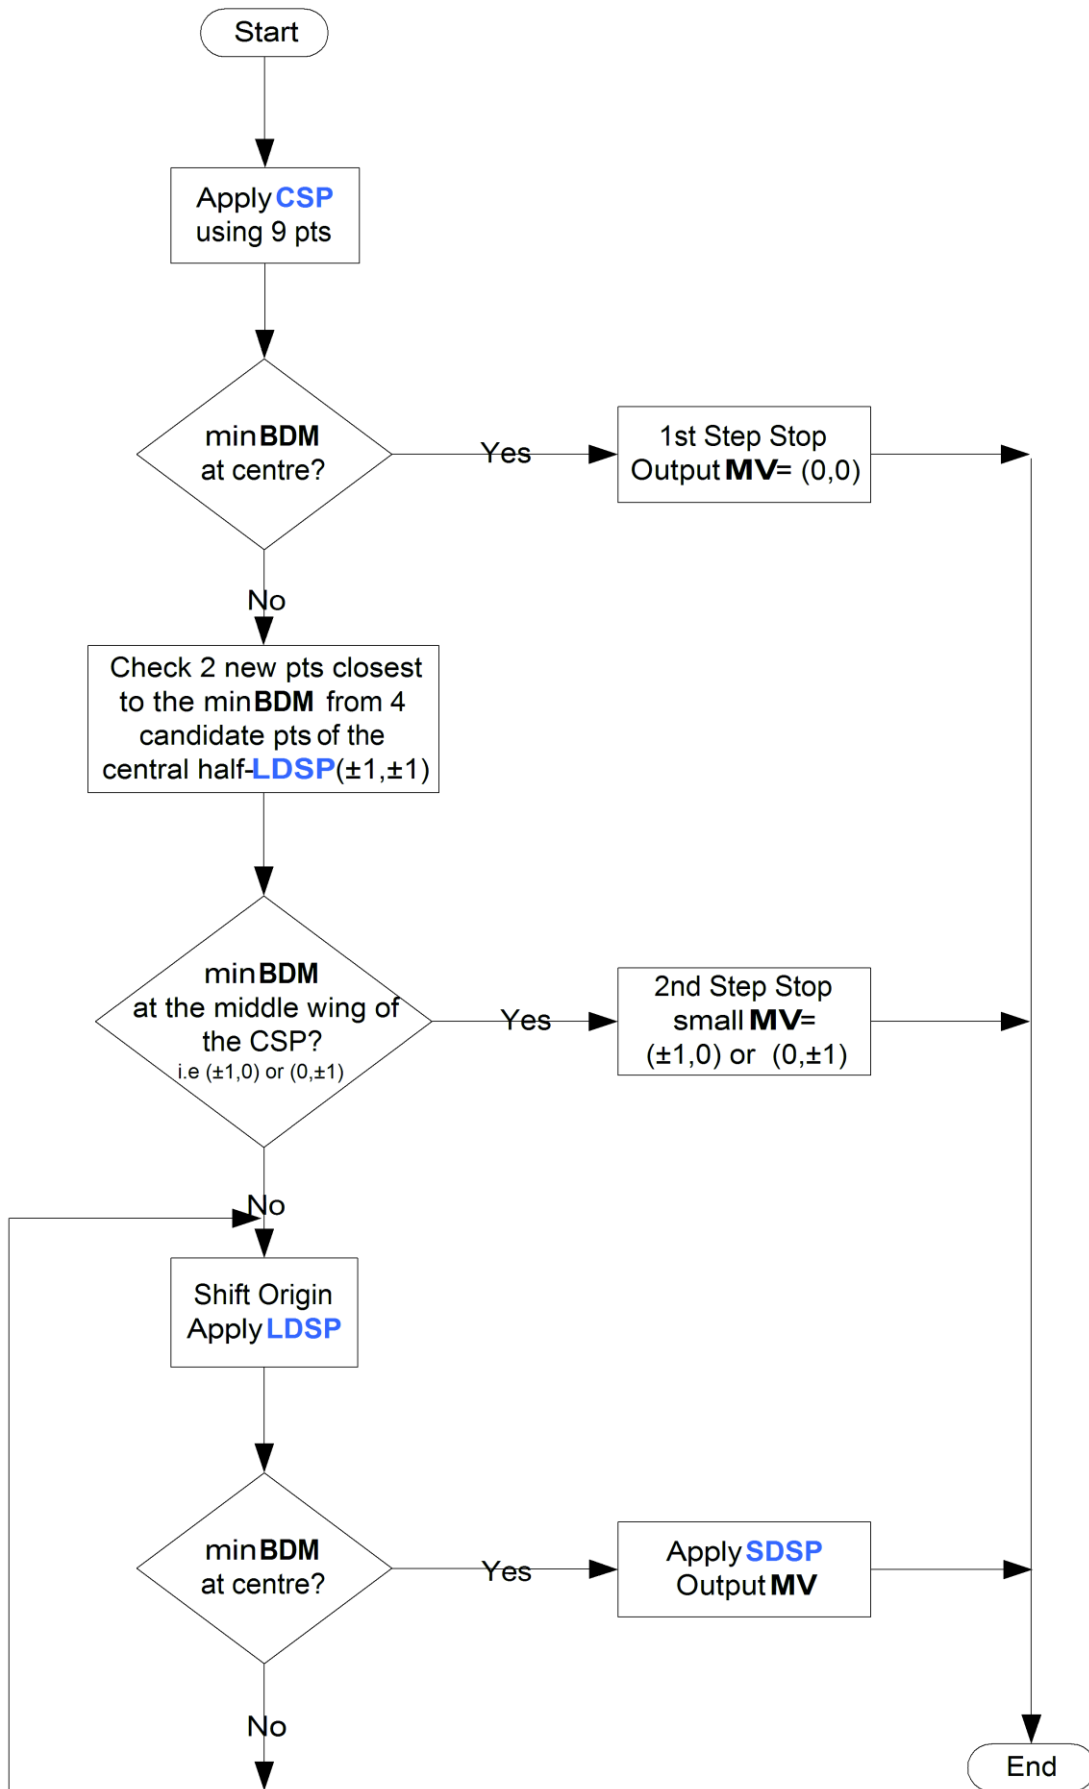 Start
Apply CSP
using 9 pts
min BDM
at centre?
Yes
1st Step Stop
Output MV= (0,0)
No
Check 2 new pts closest
to the min BDM from 4
candidate pts of the
central half-LDSP(±1,±1)
min BDM
at the middle wing of
the CSP?
i.e (±1,0) or (0,±1)
Yes
2nd Step Stop
small MV=
(±1,0) or (0,±1)
No
Shift Origin
Apply LDSP
min BDM
at centre?
Yes
Apply SDSP
Output MV
No
End